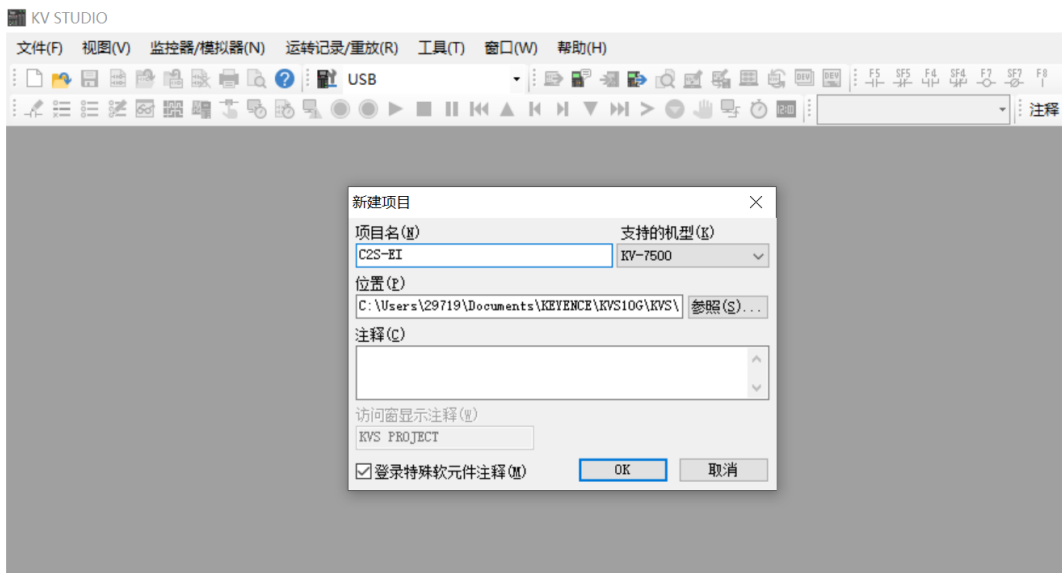 KV STUDIO
文件(F) 视图(V) 监控器/模拟器(N) 运转记录/重放(R) 工具(T) 窗口(W) 帮助(H)
USB
F5 SF5 F4 SF4 F7 SF7 F8
注释
新建项目
项目名(N) 支持的机型(K)
C2S-EI KV-7500
位置(P)
C:\Users\29719\Documents\KEYENCE\KVS10G\KVS\ 参照(S)...
注释(C)
访问窗显示注释(W)
KVS PROJECT
登录特殊软元件注释(M) OK 取消